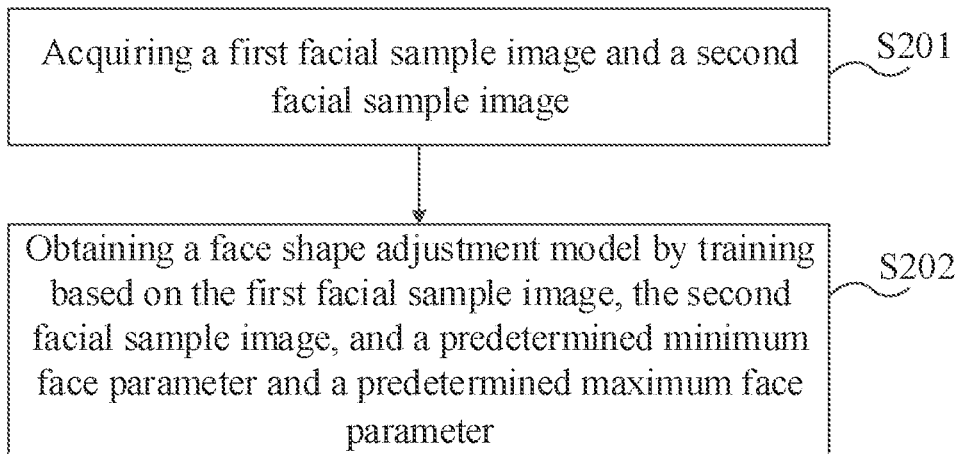 Acquiring a first facial sample image and a second
facial sample image
S201
Obtaining a face shape adjustment model by training
based on the first facial sample image, the second
facial sample image, and a predetermined minimum
face parameter and a predetermined maximum face
parameter
S202